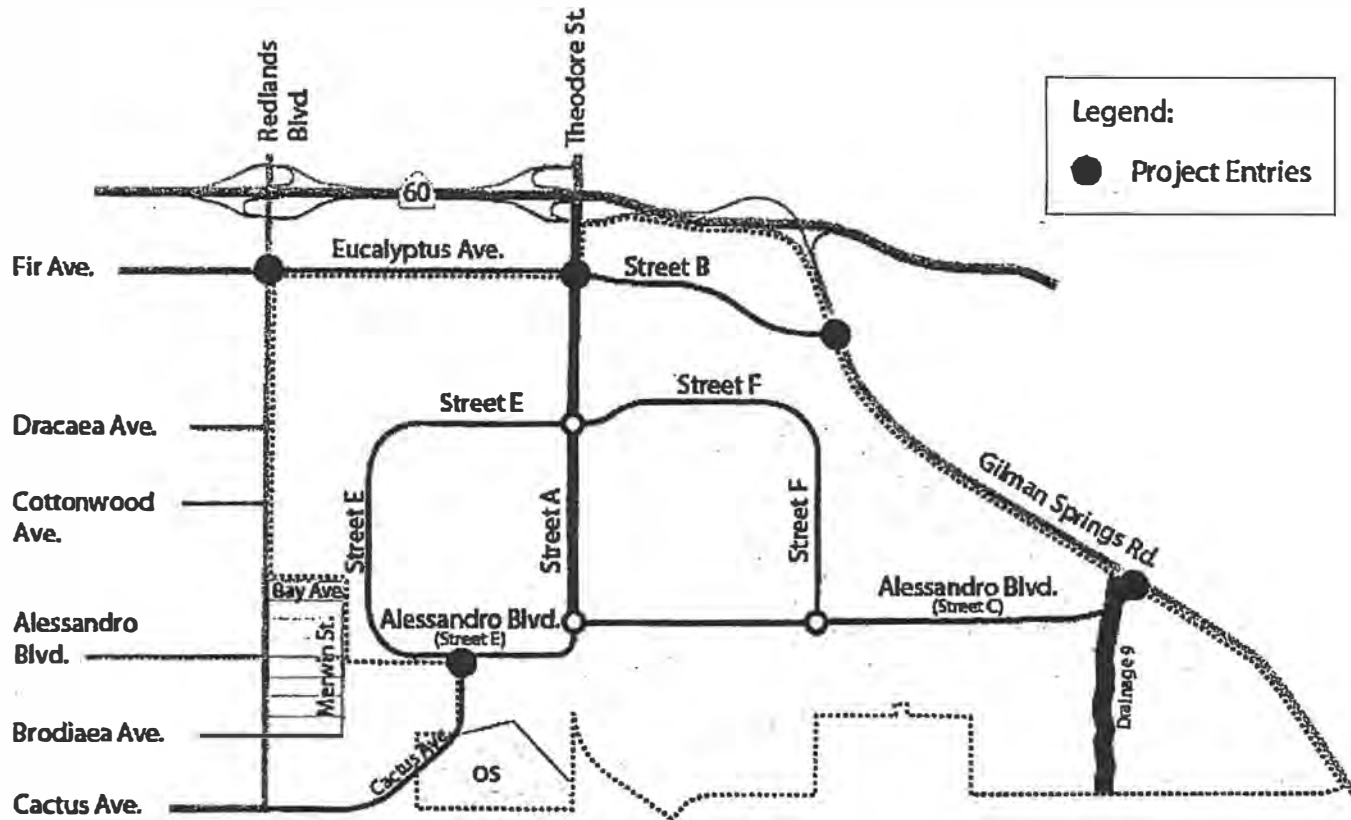 Redlands
Blvd.
Theodore St.
Legend:
Project Entries
60
Eucalyptus Ave.
Fir Ave.
Street B
Street F
Street E
Dracaea Ave.
Cottonwood
Ave.
Street E
Street A
Street F
Gilman Springs Rd.
Bay Ave.
Alessandro Blvd.
(Street C)
Alessandro
Blvd.
Alessandro Blvd.
(Street E)
Merwin St.
Drainage 9
Brodiaea Ave.
Cactus Ave.
OS
Cactus Ave.